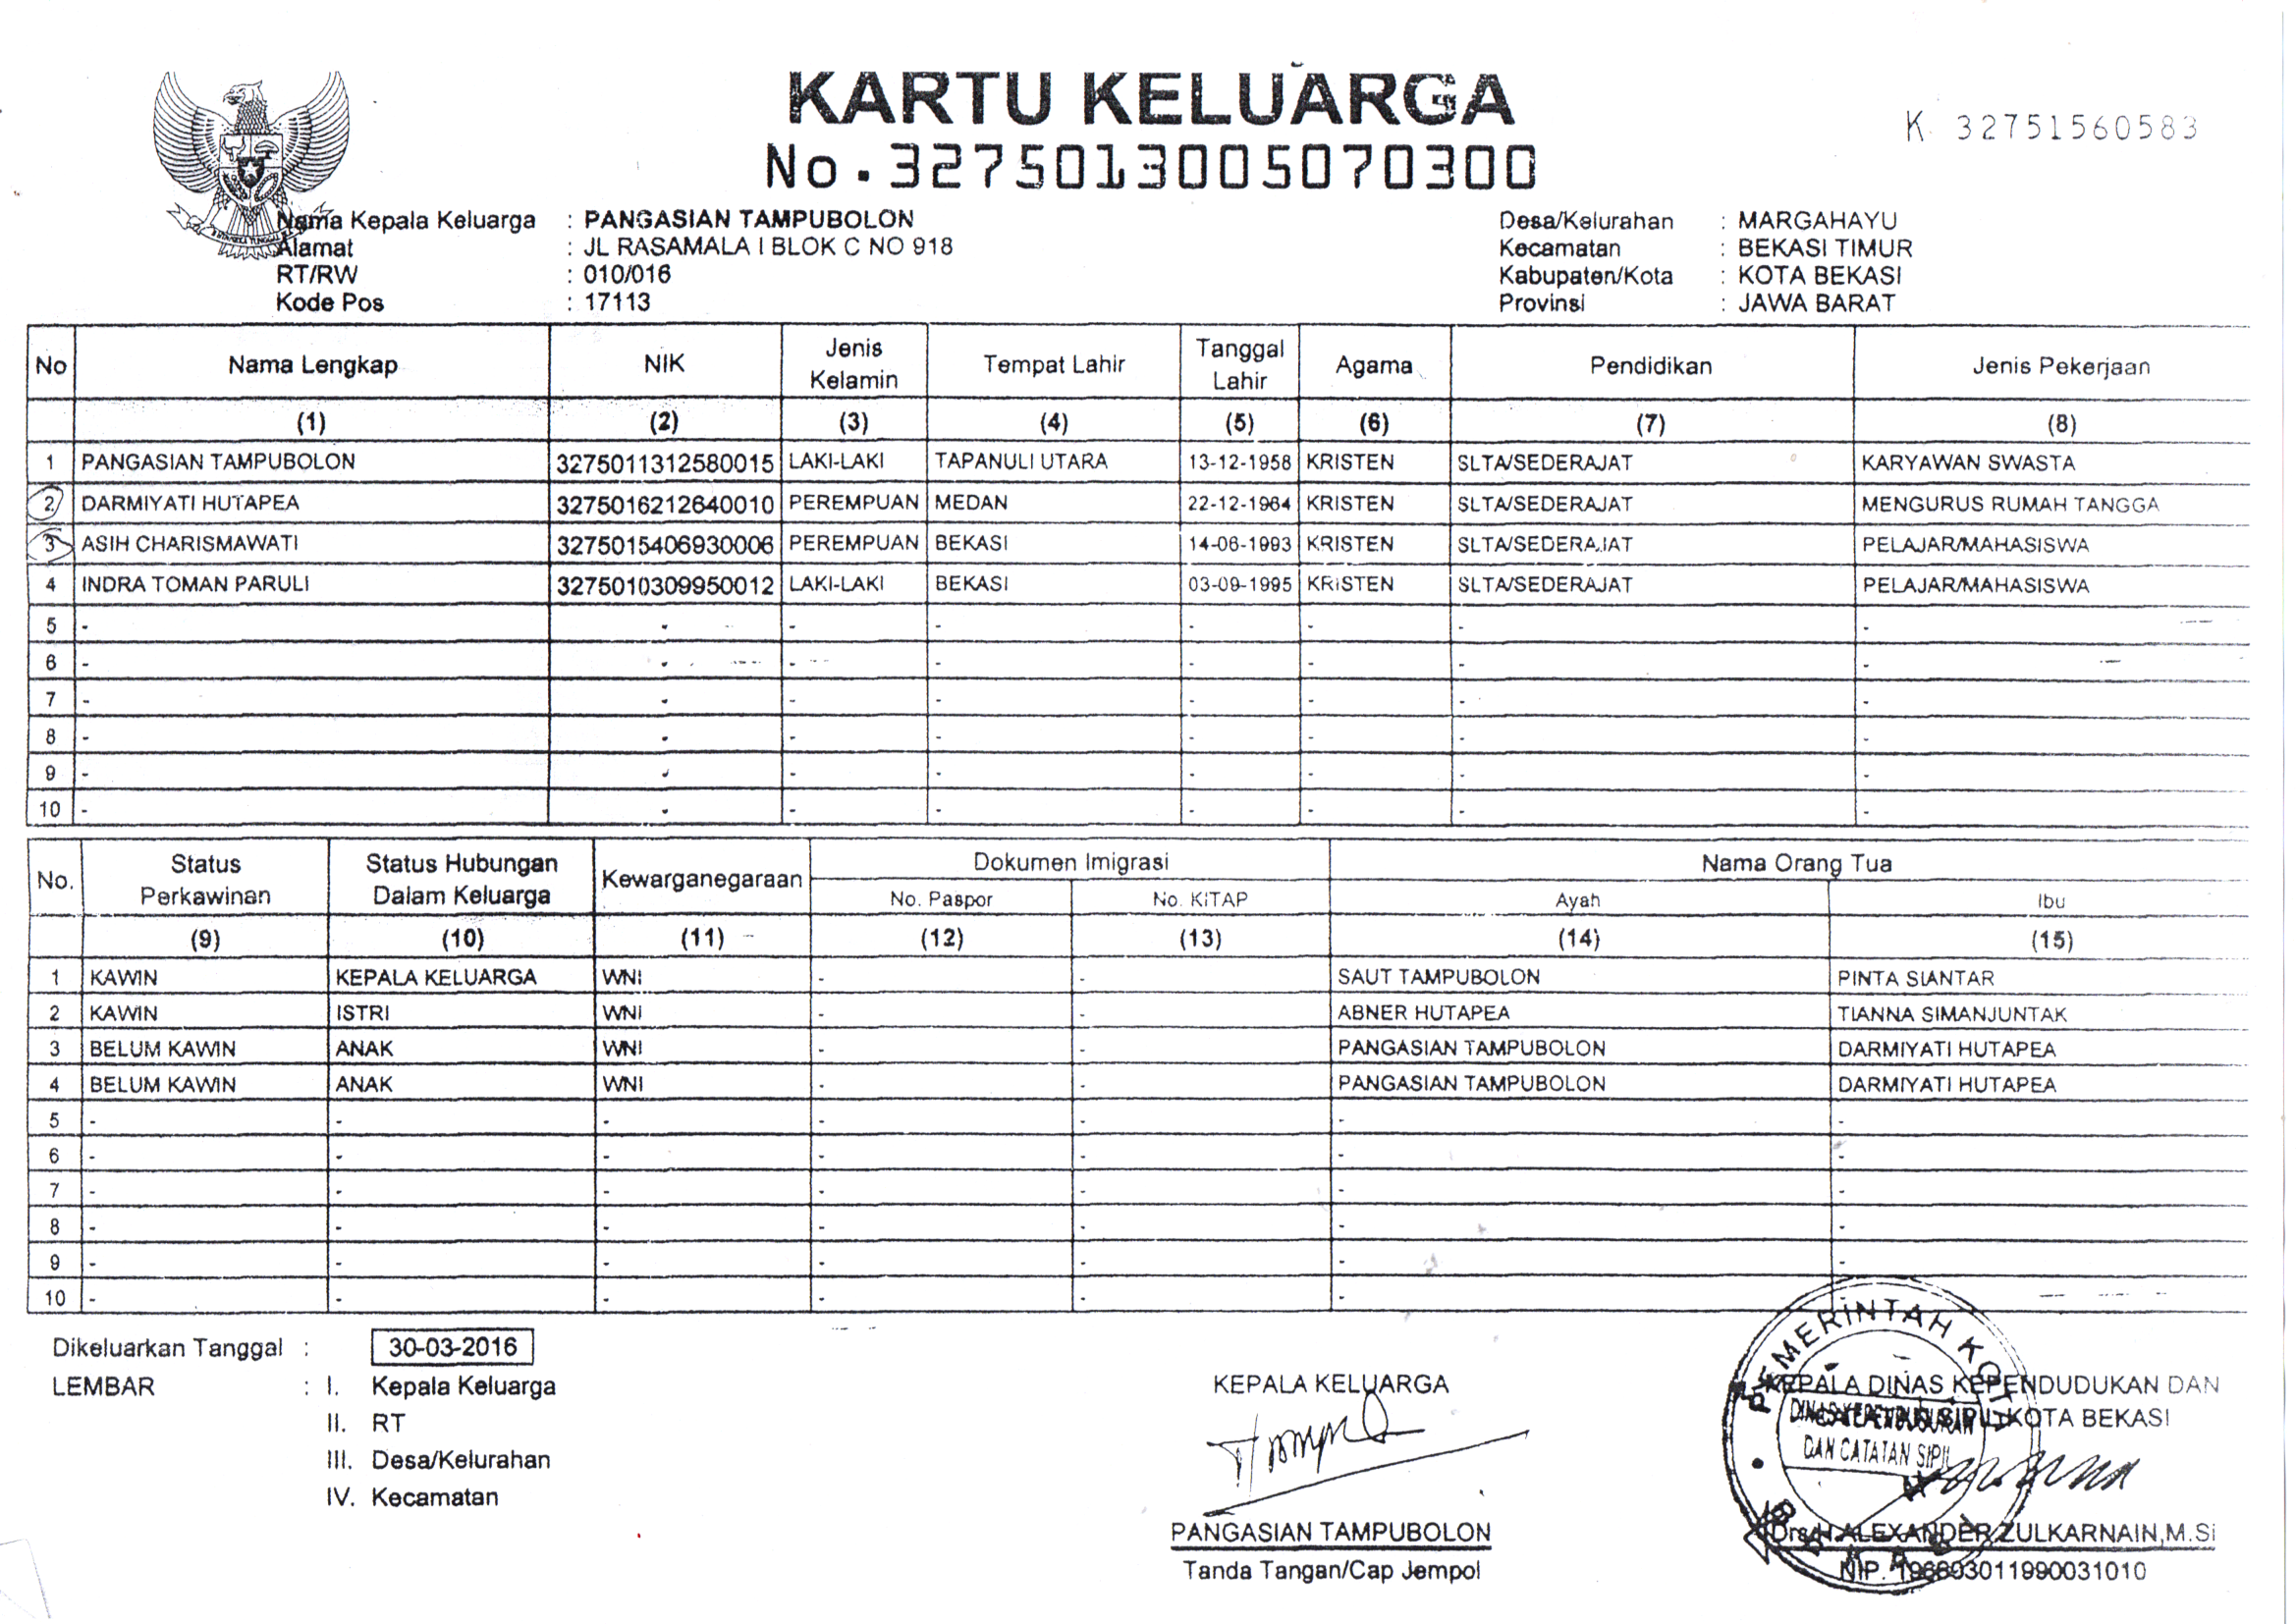 KARTU KELUARGA
No. 3275013005070300
K 32751560583
Nama Kepala Keluarga : PANGASIAN TAMPUBOLON
Alamat : JL RASAMALA I BLOK C NO 918
RT/RW : 010/016
Kode Pos : 17113
Desa/Kelurahan : MARGAHAYU
Kecamatan : BEKASI TIMUR
Kabupaten/Kota : KOTA BEKASI
Provinsi : JAWA BARAT
No Nama Lengkap NIK Jenis Kelamin Tempat Lahir Tanggal Lahir Agama Pendidikan Jenis Pekerjaan
(1) (2) (3) (4) (5) (6) (7) (8)
1 PANGASIAN TAMPUBOLON 3275011312580015 LAKI-LAKI TAPANULI UTARA 13-12-1958 KRISTEN SLTA/SEDERAJAT KARYAWAN SWASTA
2 DARMIYATI HUTAPEA 3275016212640010 PEREMPUAN MEDAN 22-12-1964 KRISTEN SLTA/SEDERAJAT MENGURUS RUMAH TANGGA
3 ASIH CHARISMAWATI 3275015406930006 PEREMPUAN BEKASI 14-06-1993 KRISTEN SLTA/SEDERAJAT PELAJAR/MAHASISWA
4 INDRA TOMAN PARULI 3275010309950012 LAKI-LAKI BEKASI 03-09-1995 KRISTEN SLTA/SEDERAJAT PELAJAR/MAHASISWA
5 - - - - - - - -
6 - - - - - - - -
7 - - - - - - - -
8 - - - - - - - -
9 - - - - - - - -
10 - - - - - - - -
No. Status Perkawinan Status Hubungan Dalam Keluarga Kewarganegaraan Dokumen Imigrasi Nama Orang Tua
No. Paspor No. KITAP Ayah Ibu
(9) (10) (11) (12) (13) (14) (15)
1 KAWIN KEPALA KELUARGA WNI - - SAUT TAMPUBOLON PINTA SIANTAR
2 KAWIN ISTRI WNI - - ABNER HUTAPEA TIANNA SIMANJUNTAK
3 BELUM KAWIN ANAK WNI - - PANGASIAN TAMPUBOLON DARMIYATI HUTAPEA
4 BELUM KAWIN ANAK WNI - - PANGASIAN TAMPUBOLON DARMIYATI HUTAPEA
5 - - - - - - -
6 - - - - - - -
7 - - - - - - -
8 - - - - - - -
9 - - - - - - -
10 - - - - - - -
Dikeluarkan Tanggal : 30-03-2016
LEMBAR : I. Kepala Keluarga
II. RT
III. Desa/Kelurahan
IV. Kecamatan
KEPALA KELUARGA
PANGASIAN TAMPUBOLON
Tanda Tangan/Cap Jempol
KEPALA DINAS KEPENDUDUKAN DAN
SIPIL KOTA BEKASI
Drs.H.ALEXANDER ZULKARNAIN,M.Si
NIP. 196803011990031010
PEMERINTAH KOTA
DINAS KEPENDUDUKAN
DAN CATATAN SIPIL
BEKASI